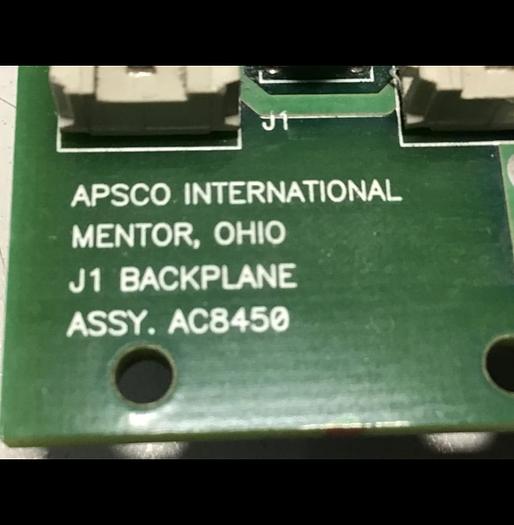 J1
APSCO INTERNATIONAL
MENTOR, OHIO
J1 BACKPLANE
ASSY. AC8450